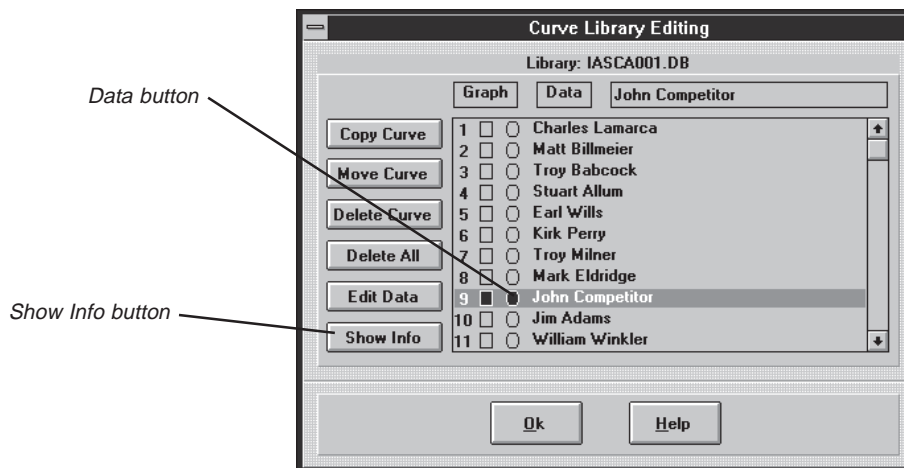 Curve Library Editing
Library: IASCA001.DB
Graph Data John Competitor
Data button
Copy Curve
Move Curve
Delete Curve
Delete All
Edit Data
Show Info
Show Info button
1 Charles Lamarca
2 Matt Billmeier
3 Troy Babcock
4 Stuart Allum
5 Earl Wills
6 Kirk Perry
7 Troy Milner
8 Mark Eldridge
9 John Competitor
10 Jim Adams
11 William Winkler
Ok Help